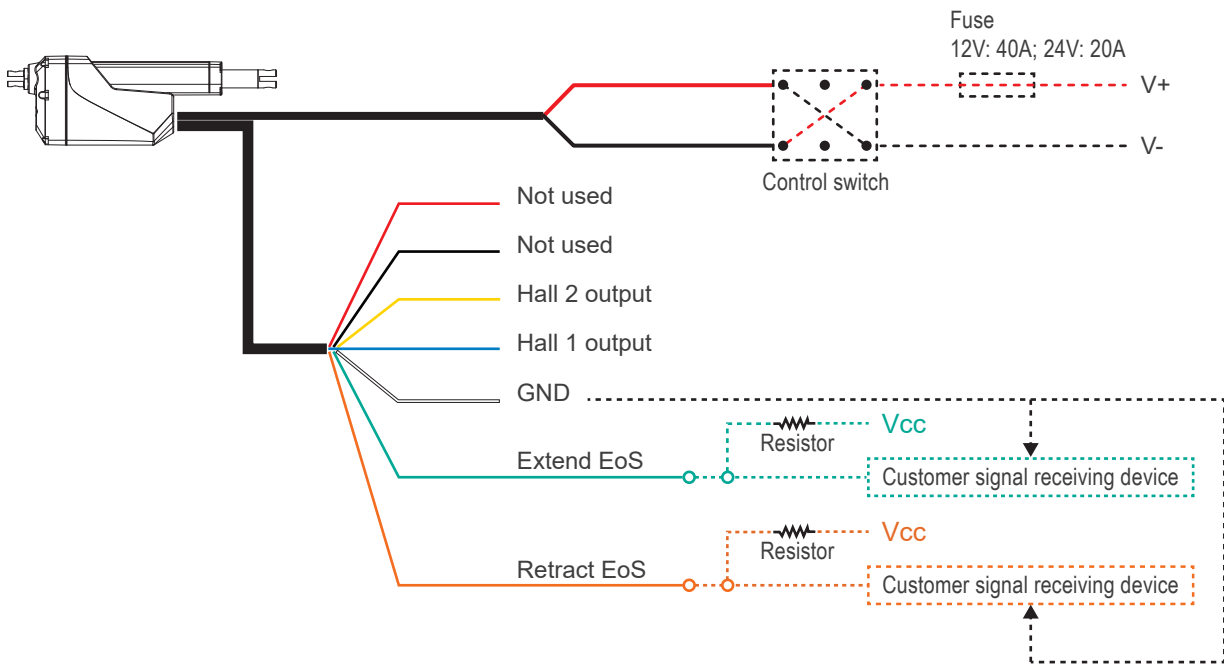 Fuse
12V: 40A; 24V: 20A
V+
V-
Control switch
Not used
Not used
Hall 2 output
Hall 1 output
GND
Vcc
Resistor
Extend EoS
Customer signal receiving device
Vcc
Resistor
Retract EoS
Customer signal receiving device